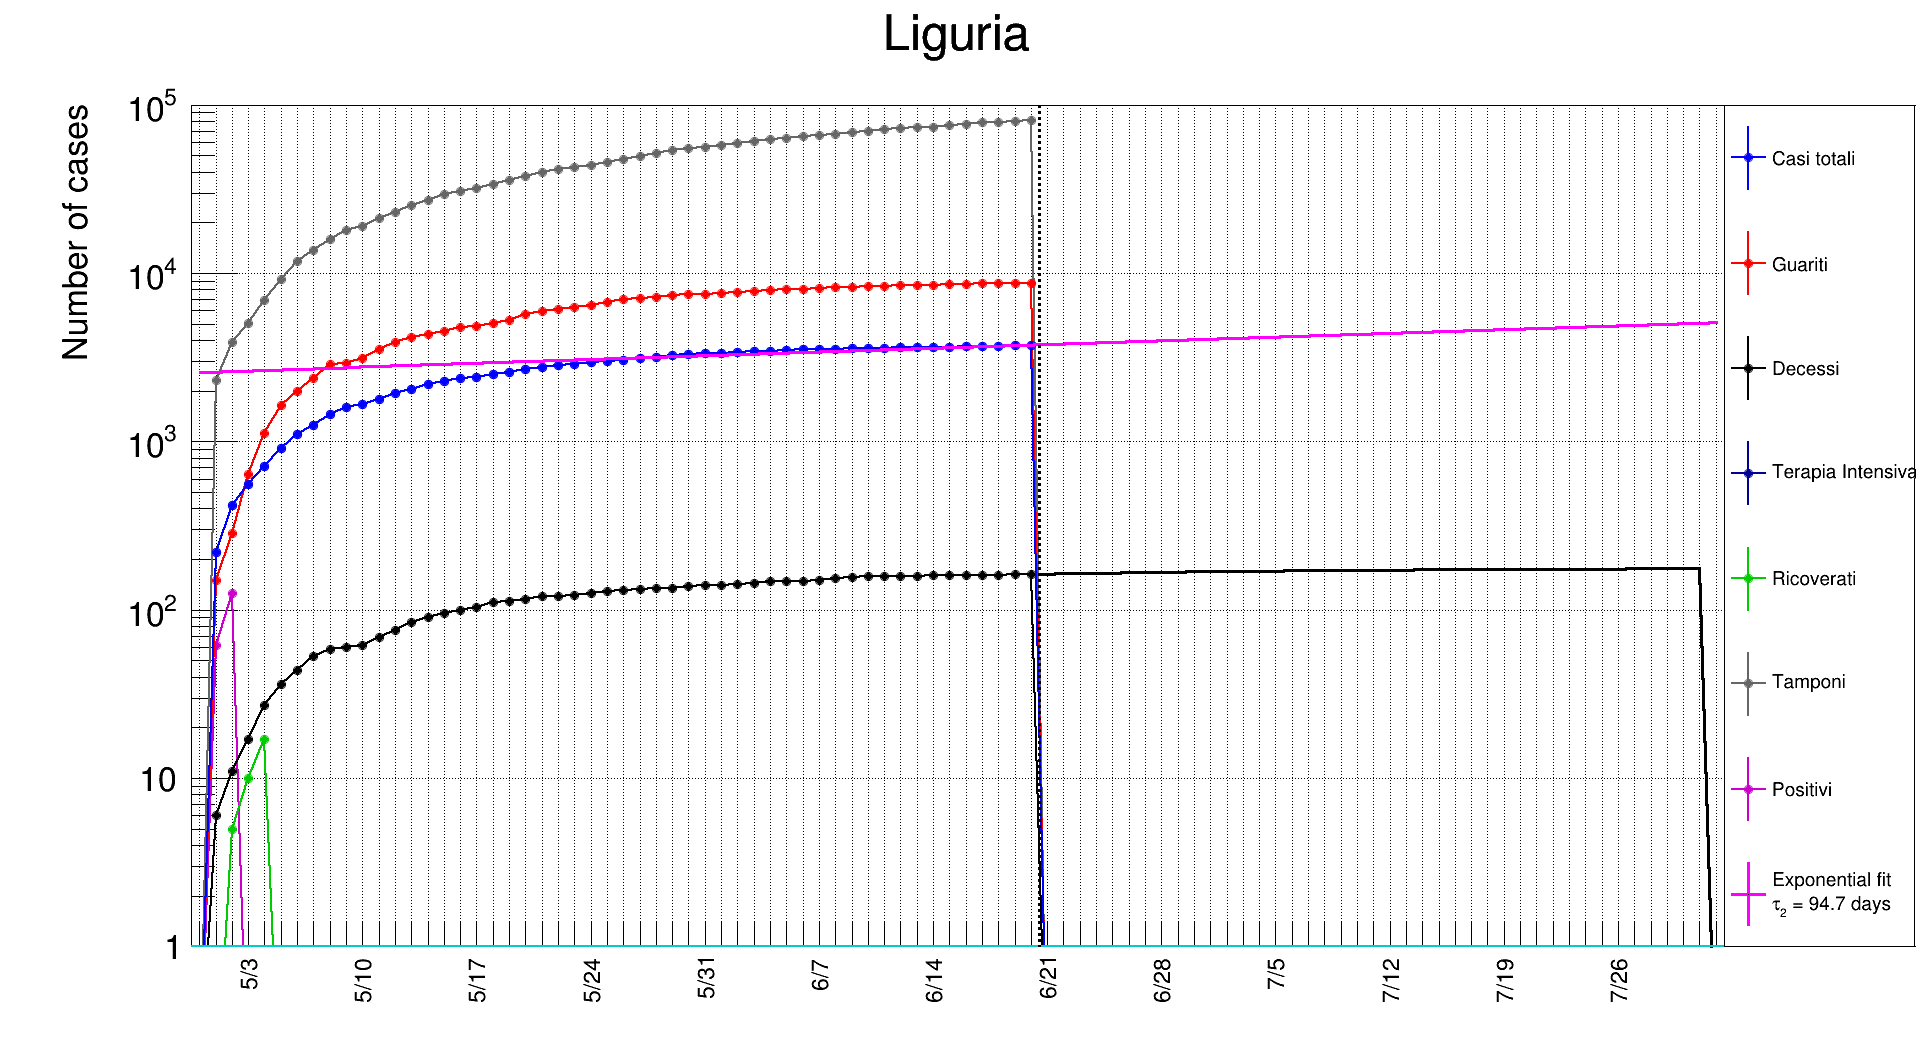 Liguria
Number of cases
10^5
10^4
10^3
10^2
10
1
5/3
5/10
5/17
5/24
5/31
6/7
6/14
6/21
6/28
7/5
7/12
7/19
7/26
Casi totali
Guariti
Decessi
Terapia Intensiva
Ricoverati
Tamponi
Positivi
Exponential fit
τ₂ = 94.7 days